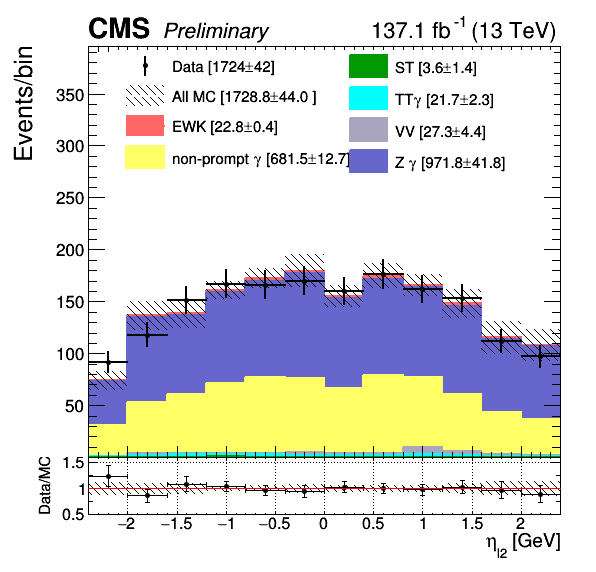 CMS Preliminary 137.1 fb⁻¹ (13 TeV)
Events/bin
Data [1724±42]
All MC [1728.8±44.0 ]
EWK [22.8±0.4]
non-prompt γ [681.5±12.7]
ST [3.6±1.4]
TTγ [21.7±2.3]
VV [27.3±4.4]
Z γ [971.8±41.8]
350
300
250
200
150
100
50
Data/MC
1.5
1
0.5
−2 −1.5 −1 −0.5 0 0.5 1 1.5 2
η_l2 [GeV]